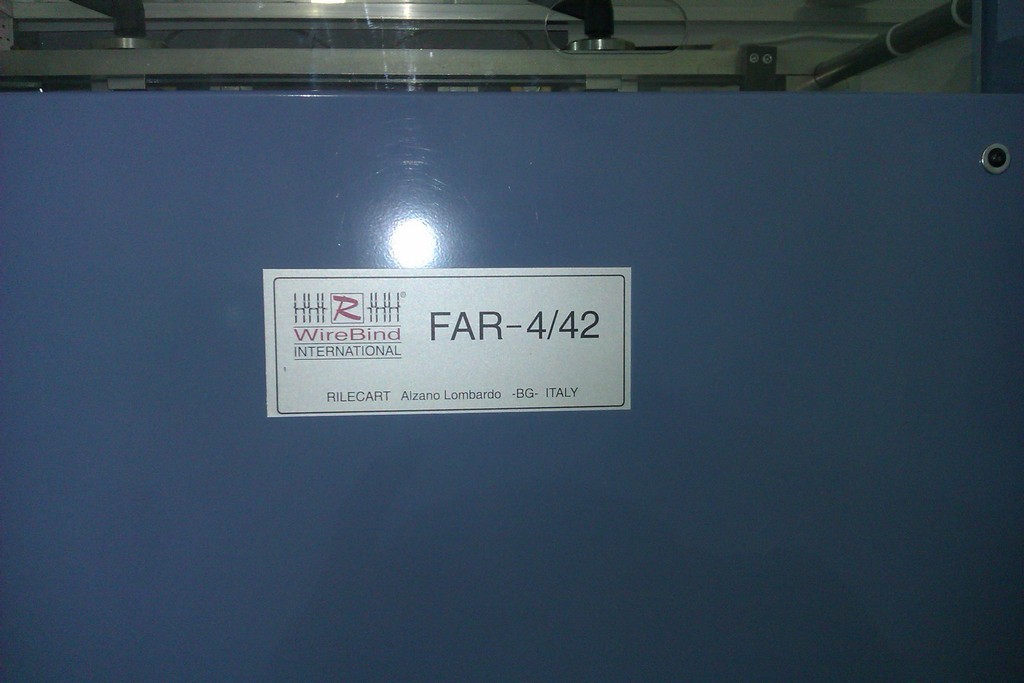 R ®
WireBind
INTERNATIONAL
FAR-4/42
RILECART Alzano Lombardo -BG- ITALY